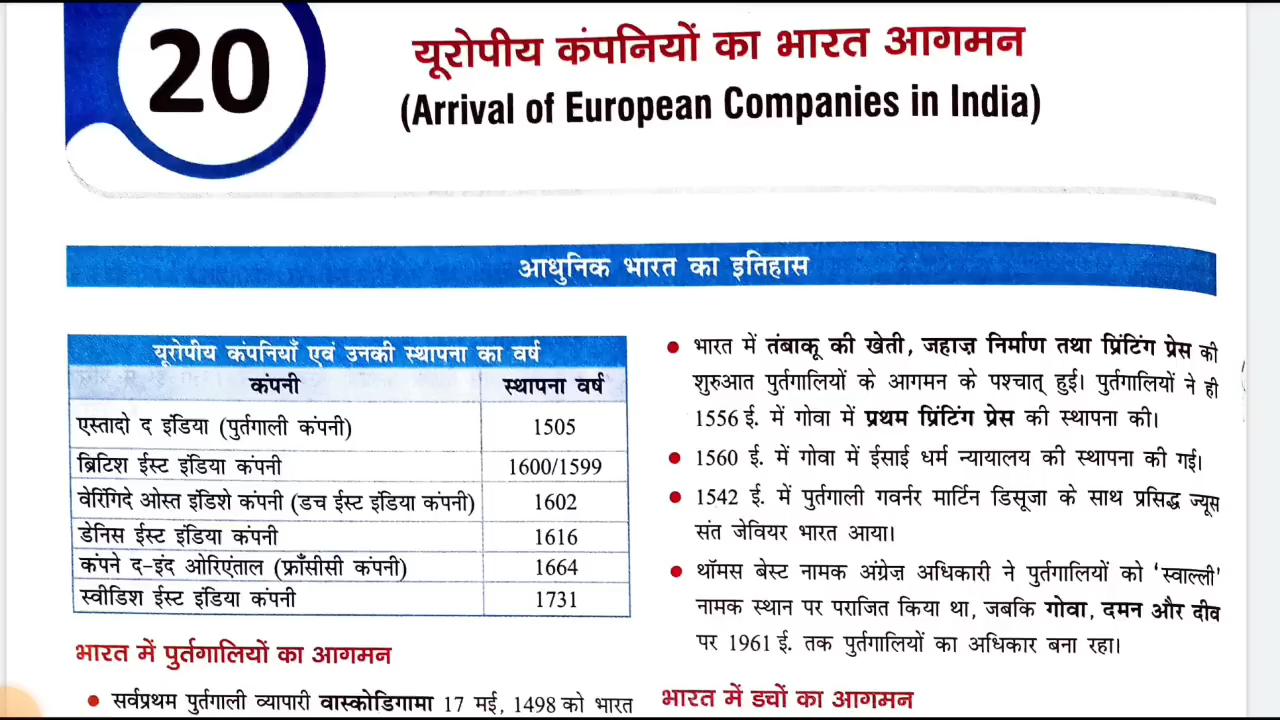 20
यूरोपीय कंपनियों का भारत आगमन
(Arrival of European Companies in India)
आधुनिक भारत का इतिहास
यूरोपीय कंपनियाँ एवं उनकी स्थापना का वर्ष
कंपनी स्थापना वर्ष
एस्तादो द इंडिया (पुर्तगाली कंपनी) 1505
ब्रिटिश ईस्ट इंडिया कंपनी 1600/1599
वेरिंगिदे ओस्त इंडिशे कंपनी (डच ईस्ट इंडिया कंपनी) 1602
डेनिस ईस्ट इंडिया कंपनी 1616
कंपने द-इंद ओरिएंताल (फ्राँसीसी कंपनी) 1664
स्वीडिश ईस्ट इंडिया कंपनी 1731
भारत में पुर्तगालियों का आगमन
• सर्वप्रथम पुर्तगाली व्यापारी वास्कोडिगामा 17 मई, 1498 को भारत
• भारत में तंबाकू की खेती, जहाज़ निर्माण तथा प्रिंटिंग प्रेस की
शुरुआत पुर्तगालियों के आगमन के पश्चात् हुई। पुर्तगालियों ने ही
1556 ई. में गोवा में प्रथम प्रिंटिंग प्रेस की स्थापना की।
• 1560 ई. में गोवा में ईसाई धर्म न्यायालय की स्थापना की गई।
• 1542 ई. में पुर्तगाली गवर्नर मार्टिन डिसूजा के साथ प्रसिद्ध ज्यूस
संत जेवियर भारत आया।
• थॉमस बेस्ट नामक अंग्रेज़ अधिकारी ने पुर्तगालियों को ‘स्वाल्ली’
नामक स्थान पर पराजित किया था, जबकि गोवा, दमन और दीव
पर 1961 ई. तक पुर्तगालियों का अधिकार बना रहा।
भारत में डचों का आगमन